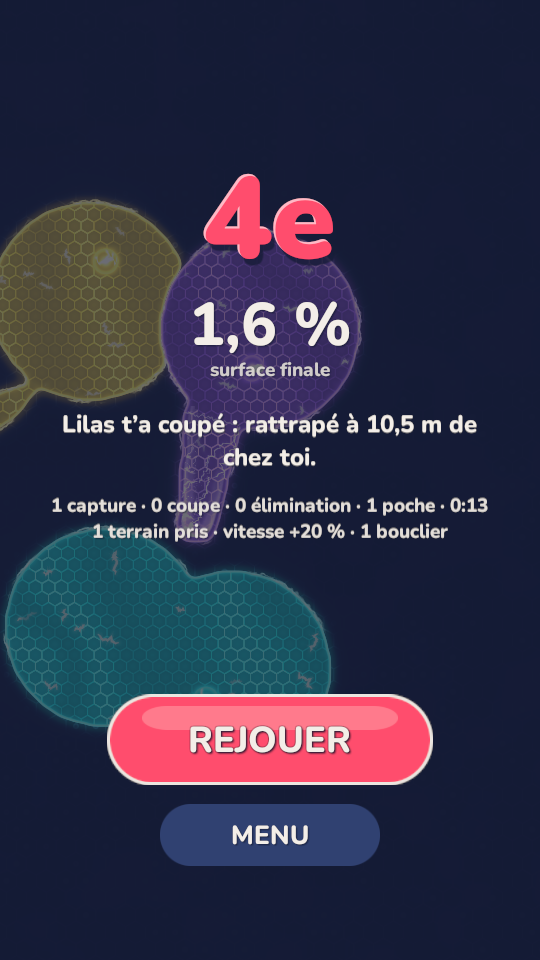 4e
1,6 %
surface finale
Lilas t’a coupé : rattrapé à 10,5 m de
chez toi.
1 capture · 0 coupe · 0 élimination · 1 poche · 0:13
1 terrain pris · vitesse +20 % · 1 bouclier
REJOUER
MENU